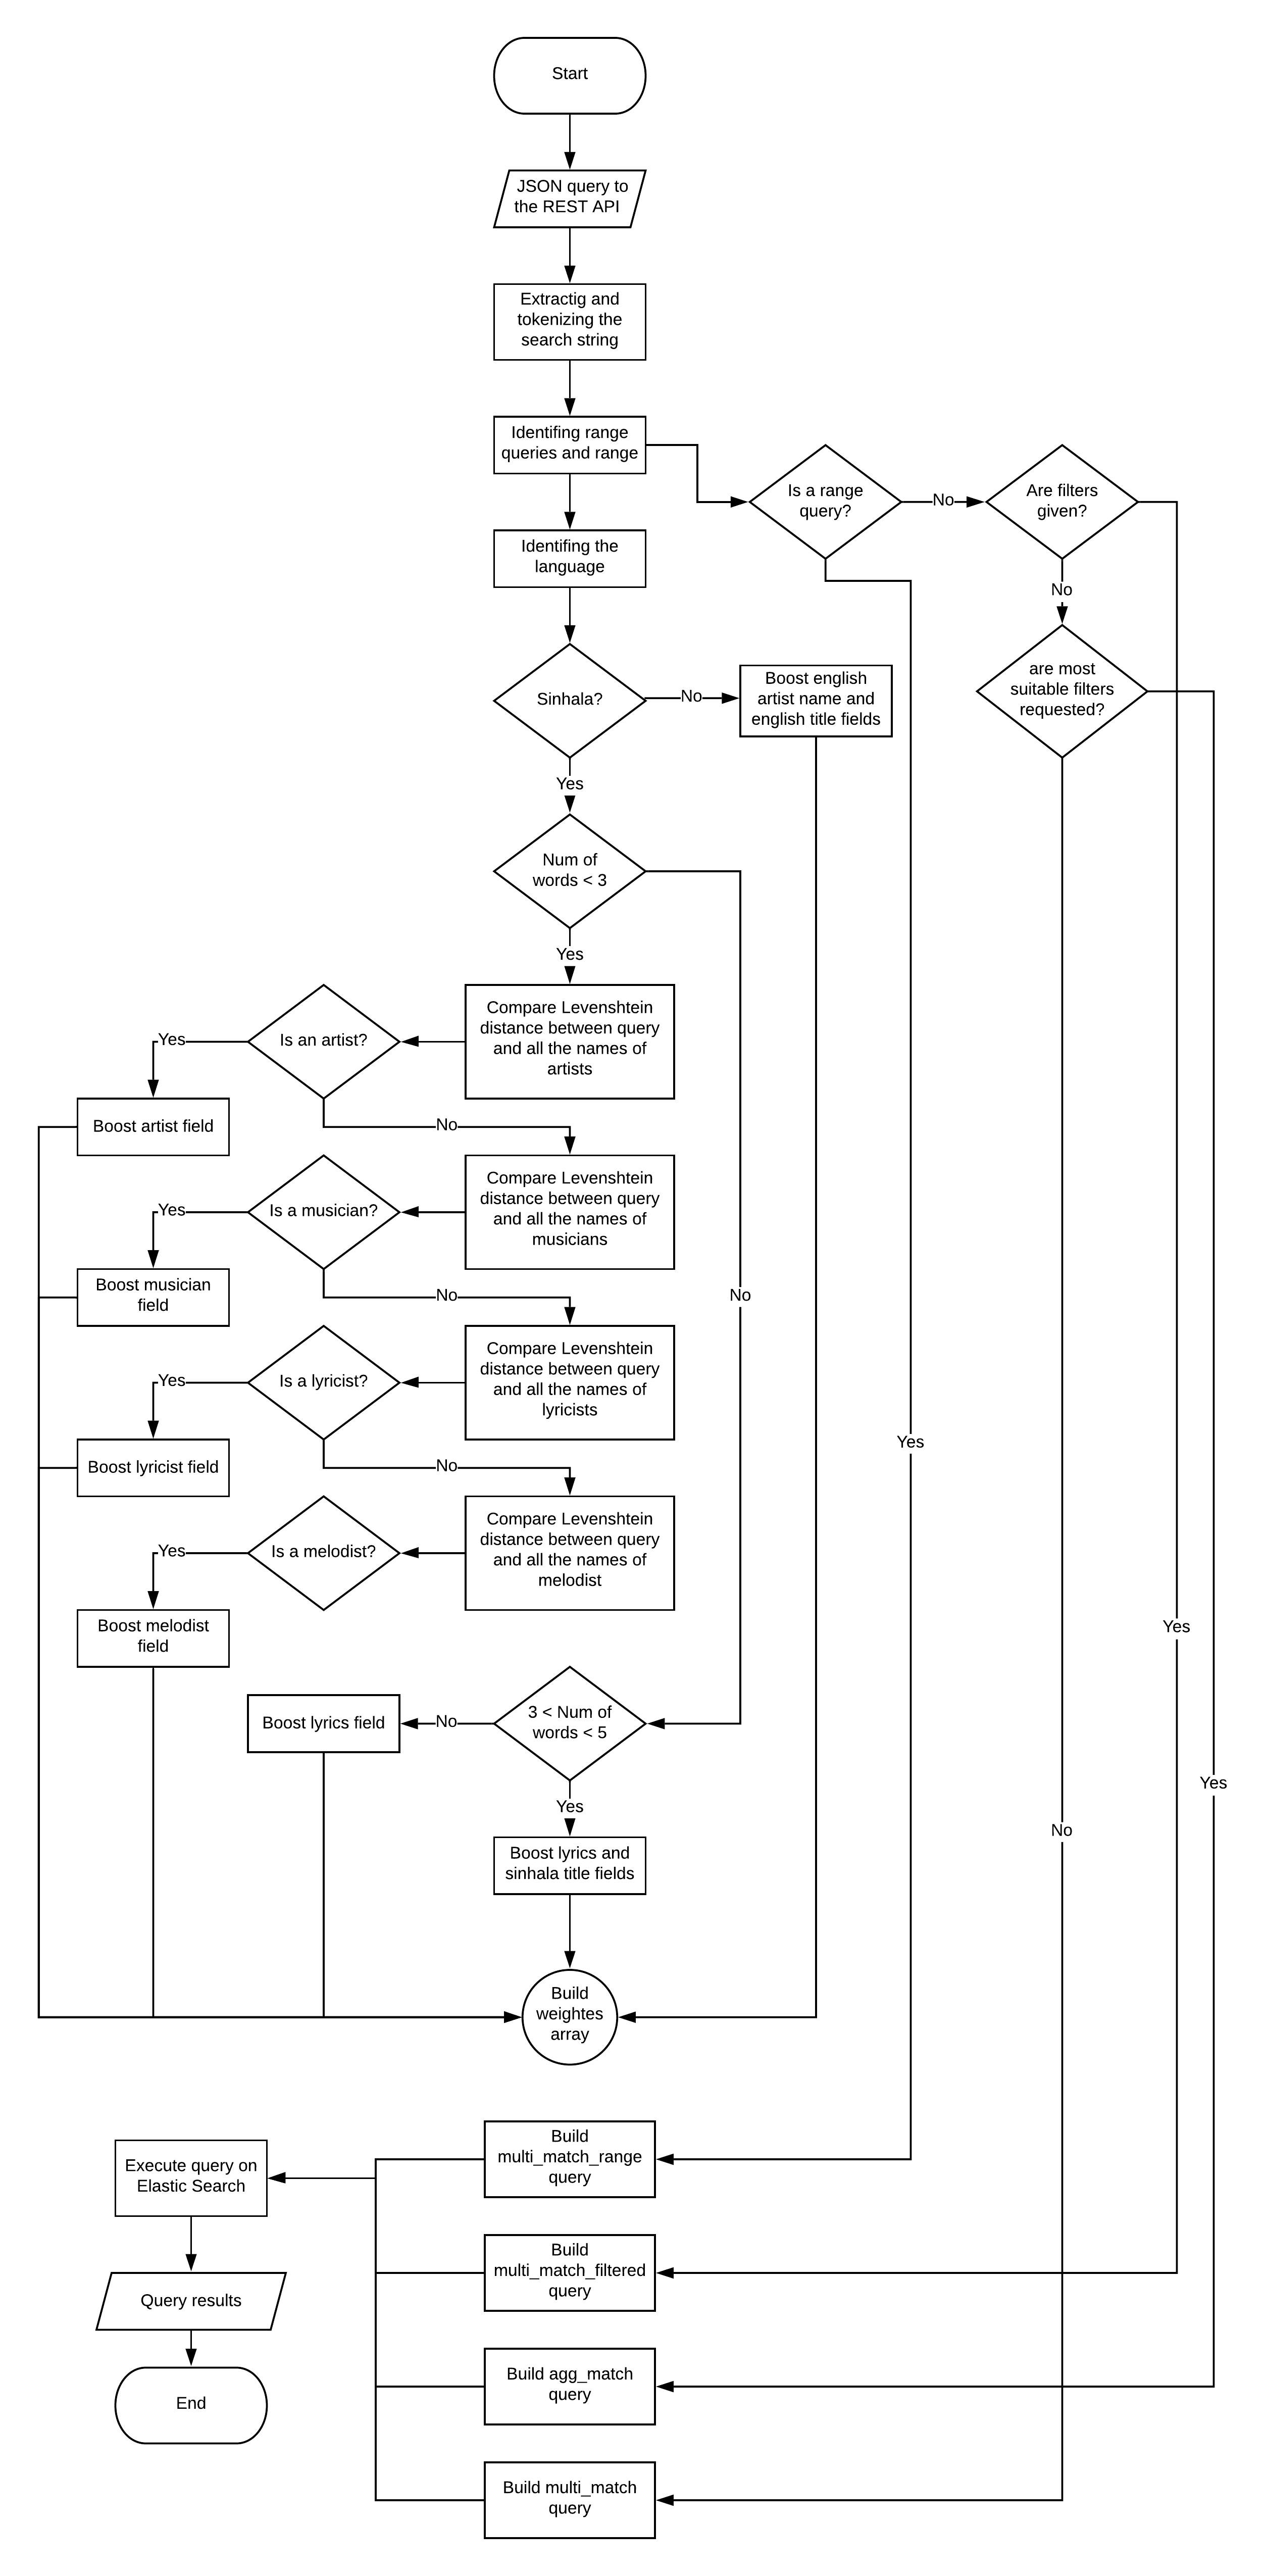 Start
JSON query to
the REST API
Extractig and
tokenizing the
search string
Identifing range
queries and range
Is a range
query?
No
Are filters
given?
Identifing the
language
No
Sinhala?
No
Boost english
artist name and
english title fields
are most
suitable filters
requested?
Yes
Num of
words < 3
Yes
Compare Levenshtein
distance between query
and all the names of
artists
Is an artist?
Yes
Boost artist field
No
Compare Levenshtein
distance between query
and all the names of
musicians
Is a musician?
Yes
Boost musician
field
No
No
Compare Levenshtein
distance between query
and all the names of
lyricists
Is a lyricist?
Yes
Boost lyricist field
No
Yes
Compare Levenshtein
distance between query
and all the names of
melodist
Is a melodist?
Yes
Boost melodist
field
Yes
3 < Num of
words < 5
No
Boost lyrics field
Yes
Yes
No
Boost lyrics and
sinhala title fields
Build
weightes
array
Build
multi_match_range
query
Execute query on
Elastic Search
Build
multi_match_filtered
query
Query results
Build agg_match
query
End
Build multi_match
query